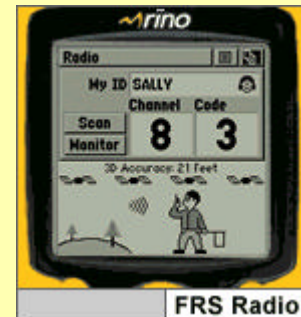 rino
Radio
My ID SALLY
Channel Code
Scan 8 3
Monitor
3D Accuracy: 21 feet
FRS Radio